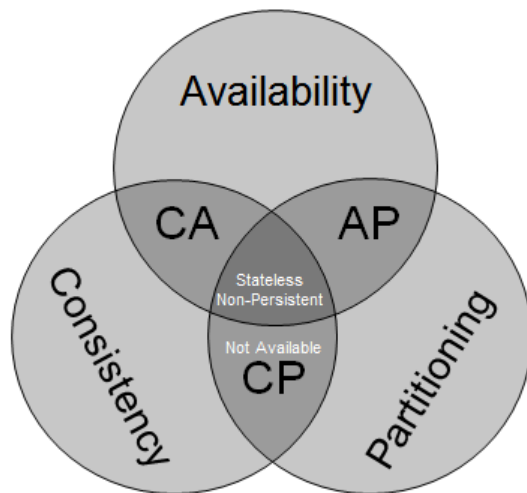 Availability
CA
AP
Stateless
Non-Persistent
Not Available
CP
Consistency
Partitioning